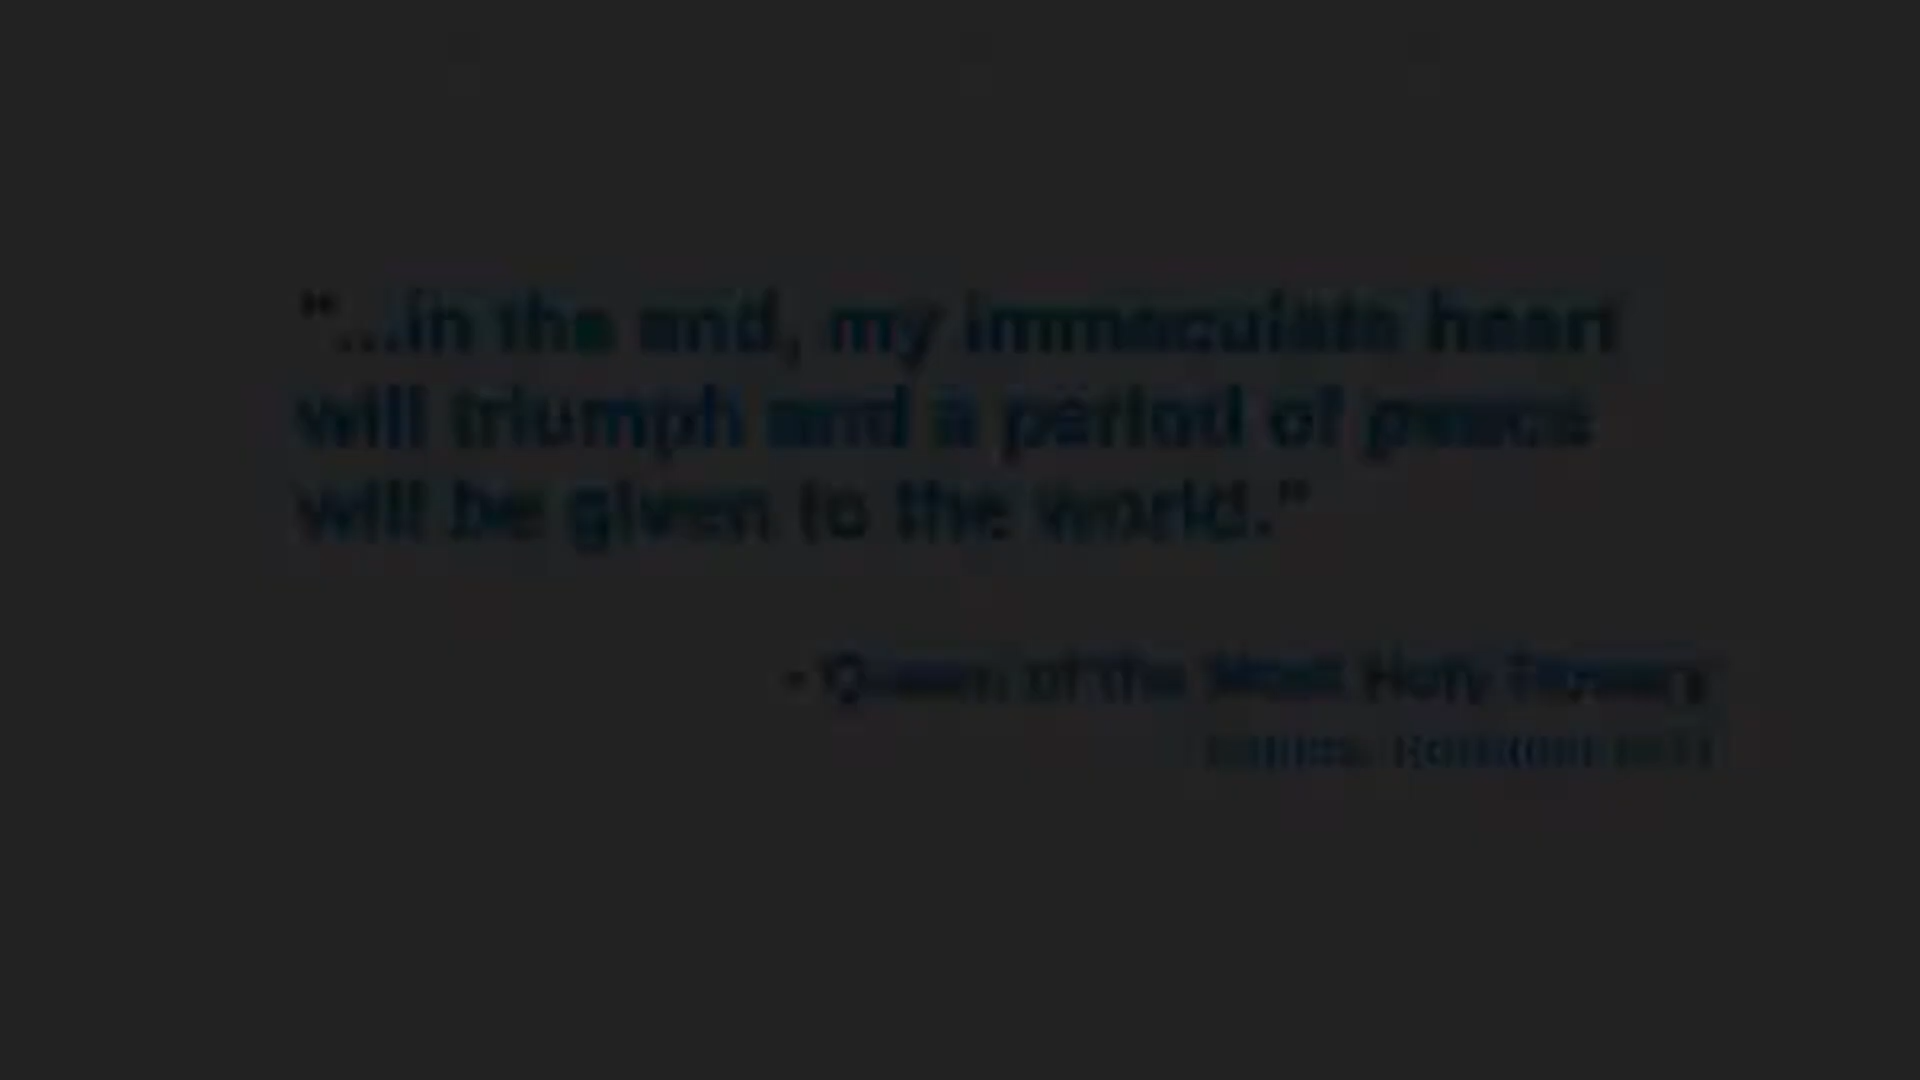 "...in the end, my immaculate heart
will triumph and a period of peace
will be given to the world."
- Queen of the Most Holy